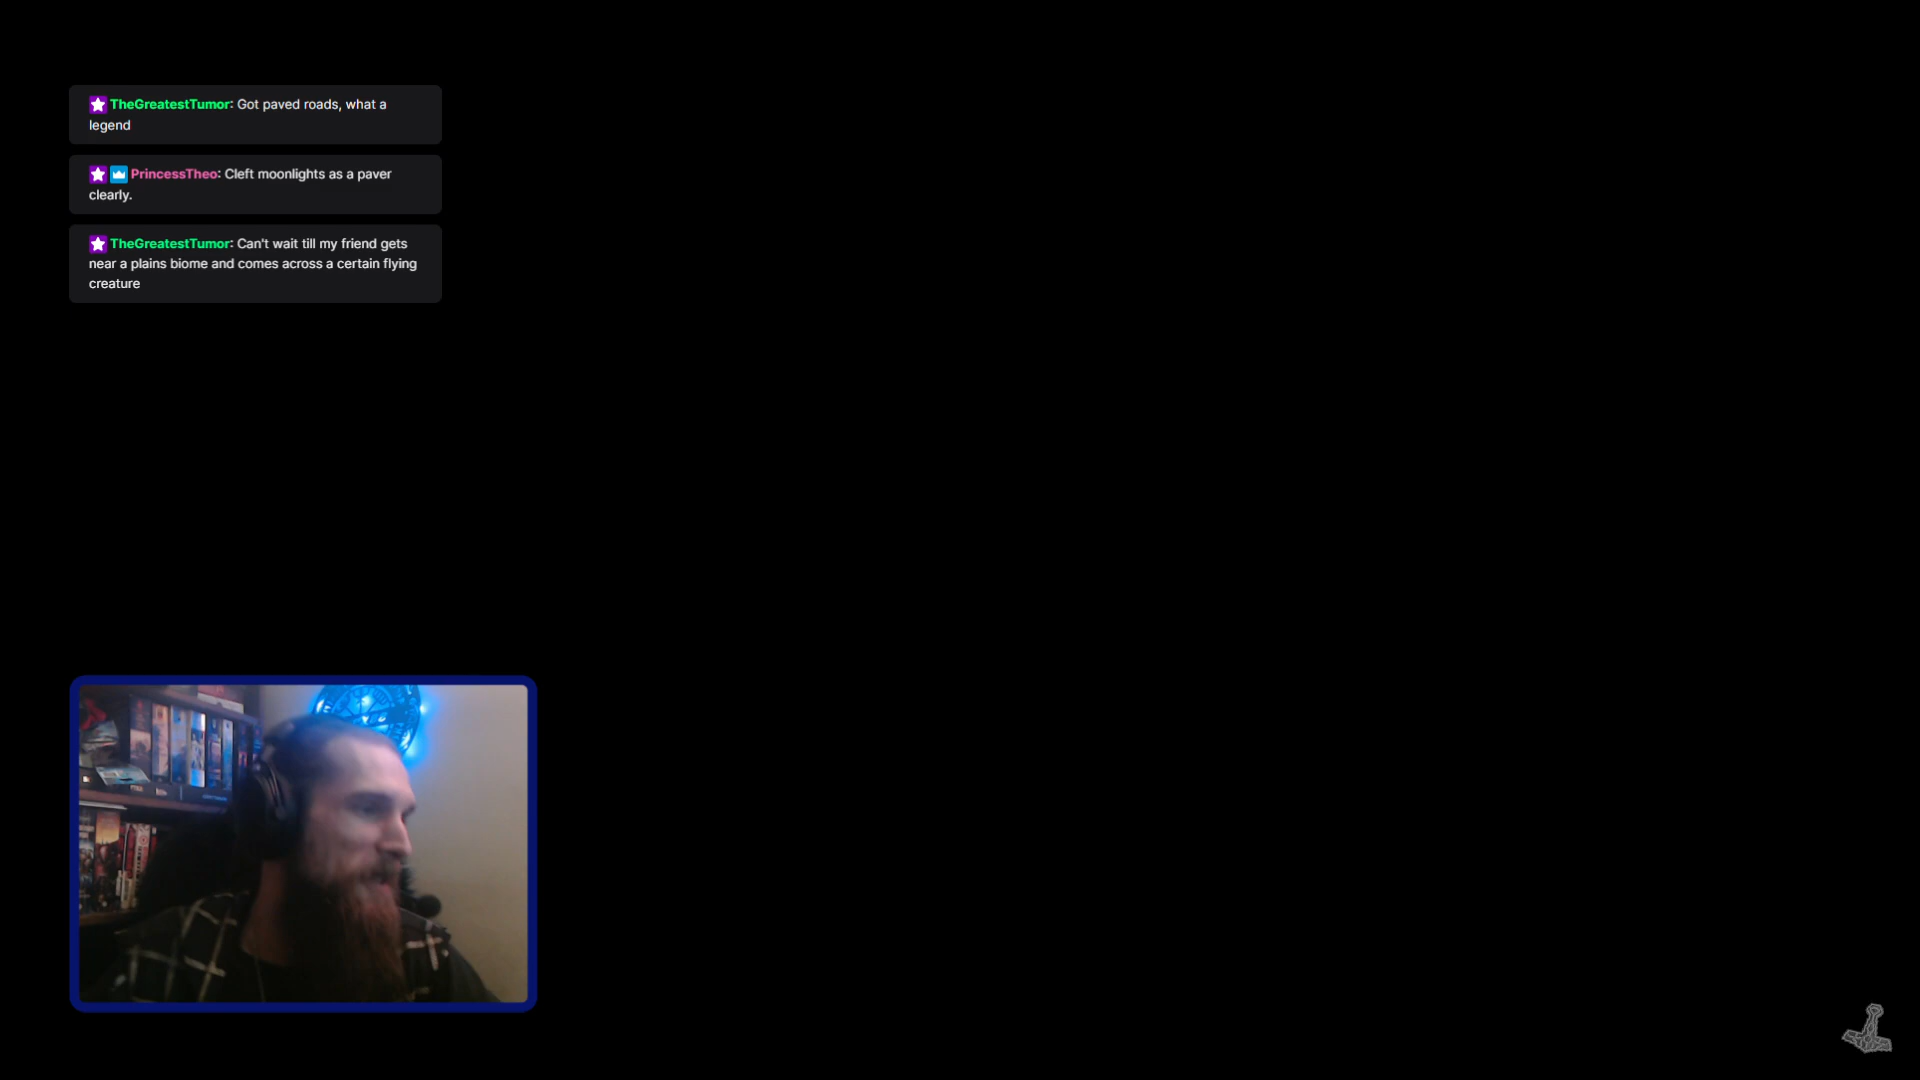 TheGreatestTumor: Got paved roads, what a
legend
PrincessTheo: Cleft moonlights as a paver
clearly.
TheGreatestTumor: Can't wait till my friend gets
near a plains biome and comes across a certain flying
creature